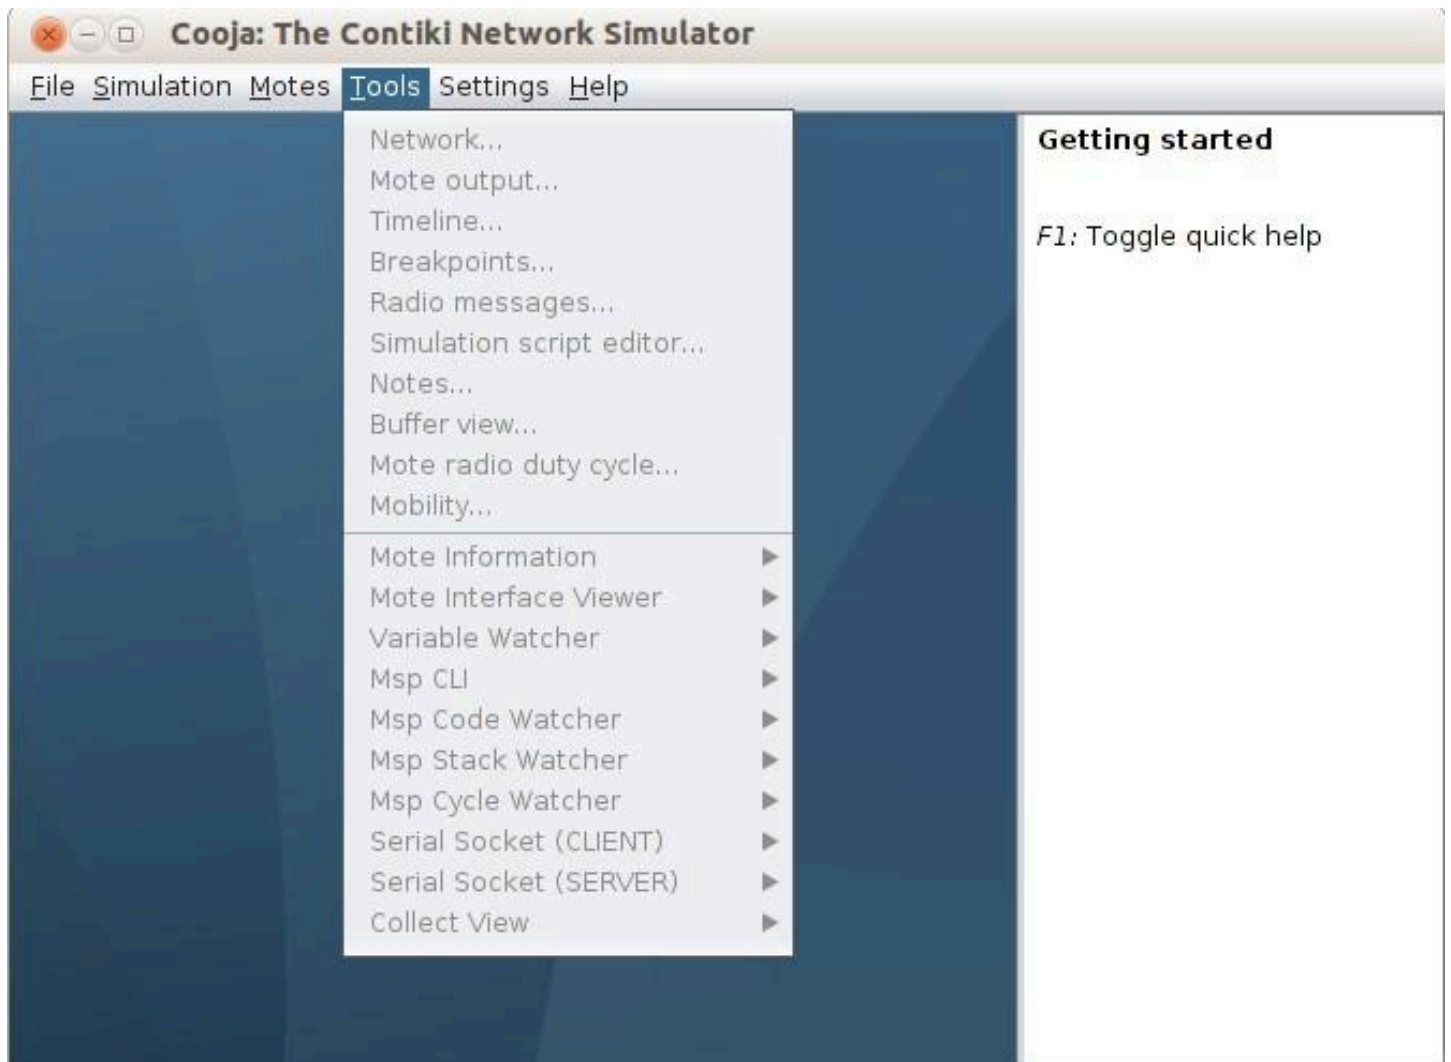 Cooja: The Contiki Network Simulator
File Simulation Motes Tools Settings Help
Network...
Mote output...
Timeline...
Breakpoints...
Radio messages...
Simulation script editor...
Notes...
Buffer view...
Mote radio duty cycle...
Mobility...
Mote Information
Mote Interface Viewer
Variable Watcher
Msp CLI
Msp Code Watcher
Msp Stack Watcher
Msp Cycle Watcher
Serial Socket (CLIENT)
Serial Socket (SERVER)
Collect View
Getting started
F1: Toggle quick help